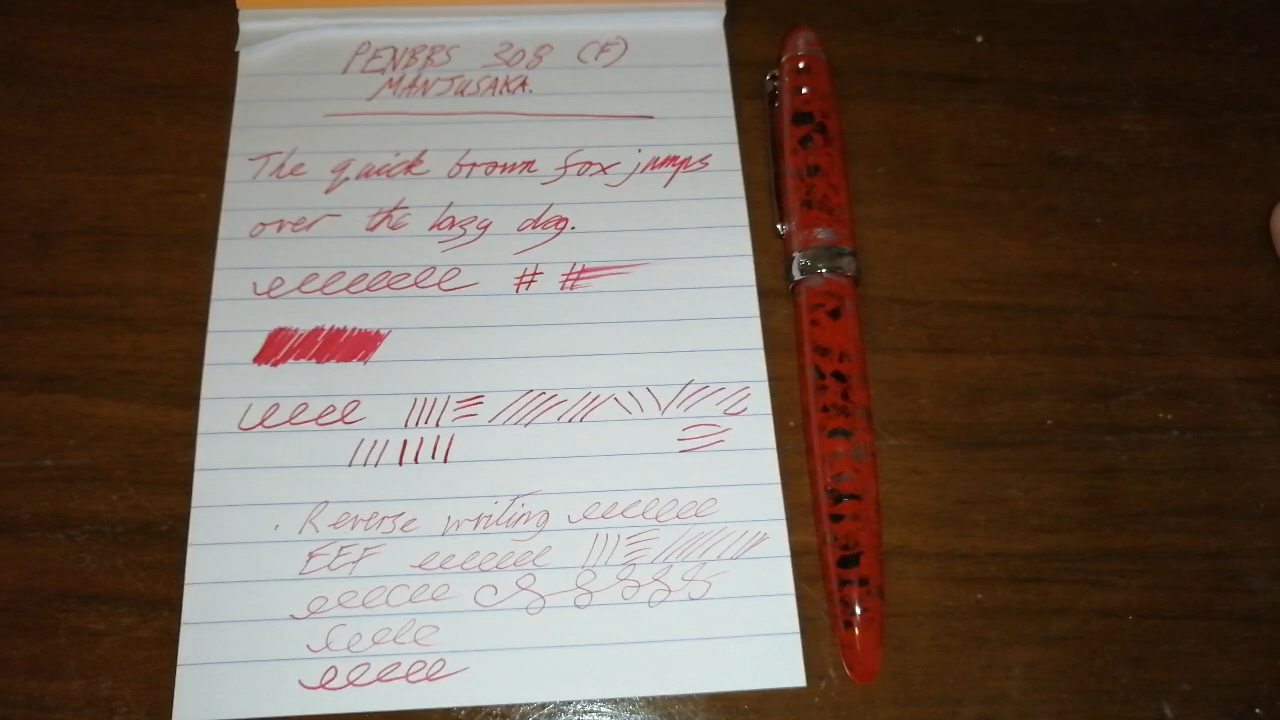 PENBBS 308 (F)
MANJUSAKA.
The quick brown fox jumps
over the lazy dog.
# #
Reverse writing
EEF